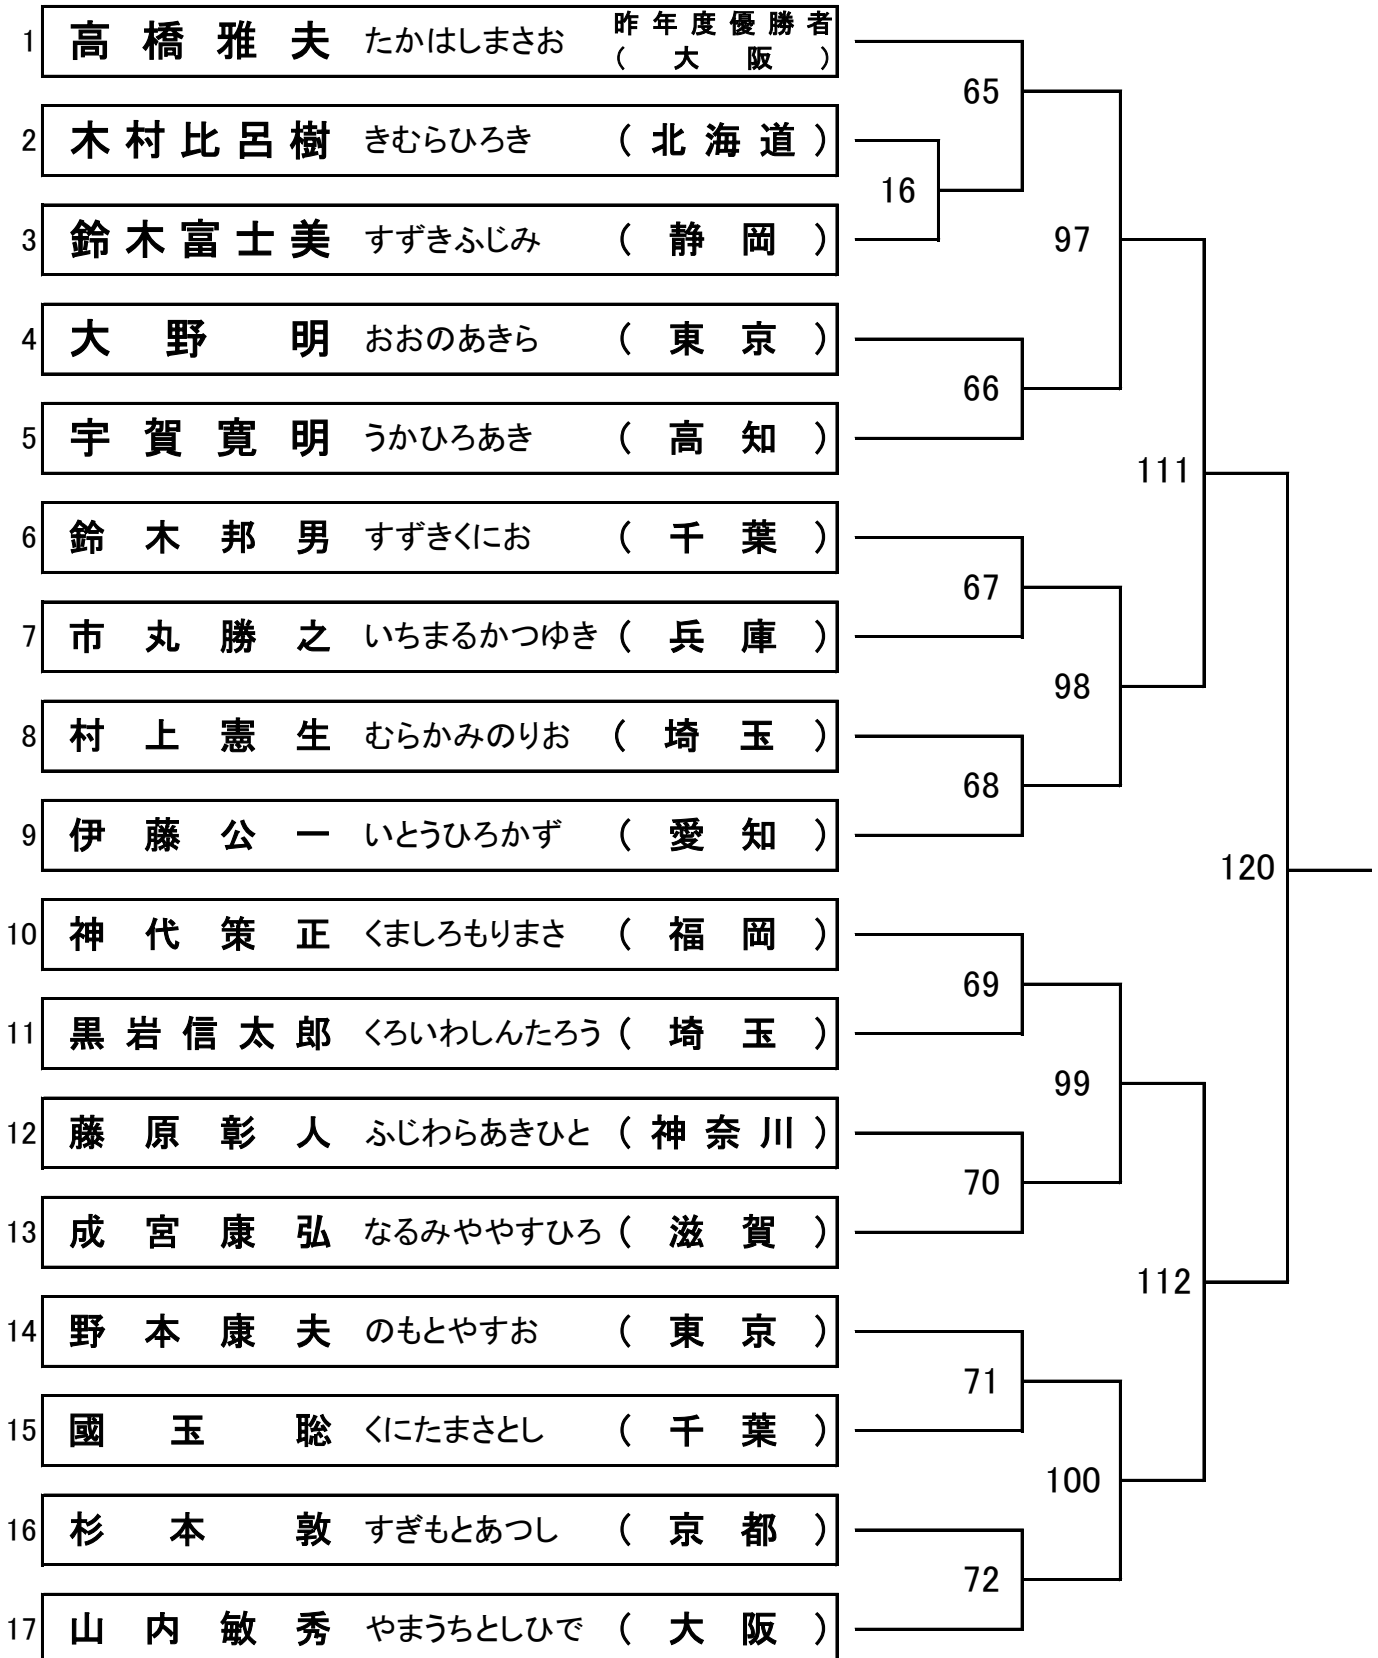 1 高橋雅夫 たかはしまさお 昨年度優勝者
(大阪)
65
2 木村比呂樹 きむらひろき (北海道)
16
3 鈴木富士美 すずきふじみ (静岡)
97
4 大野明 おおのあきら (東京)
66
5 宇賀寛明 うかひろあき (高知)
111
6 鈴木邦男 すずきくにお (千葉)
67
7 市丸勝之 いちまるかつゆき (兵庫)
98
8 村上憲生 むらかみのりお (埼玉)
68
9 伊藤公一 いとうひろかず (愛知)
120
10 神代策正 くましろもりまさ (福岡)
69
11 黒岩信太郎 くろいわしんたろう (埼玉)
99
12 藤原彰人 ふじわらあきひと (神奈川)
70
13 成宮康弘 なるみややすひろ (滋賀)
112
14 野本康夫 のもとやすお (東京)
71
15 國玉聡 くにたまさとし (千葉)
100
16 杉本敦 すぎもとあつし (京都)
72
17 山内敏秀 やまうちとしひで (大阪)